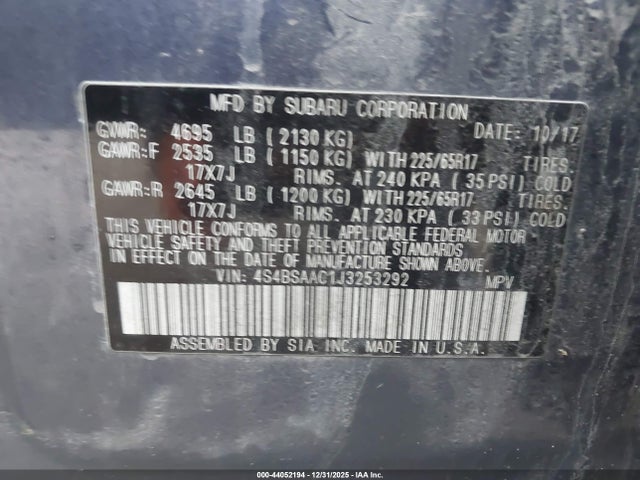 MFD BY SUBARU CORPORATION
GVWR: 4695 LB ( 2130 KG) DATE: 10/17
GAWR:F 2535 LB ( 1150 KG) WITH 225/65R17 TIRES.
17X7J RIMS. AT 240 KPA ( 35 PSI) COLD
GAWR:R 2645 LB ( 1200 KG) WITH 225/65R17 TIRES.
17X7J RIMS. AT 230 KPA ( 33 PSI) COLD
THIS VEHICLE CONFORMS TO ALL APPLICABLE FEDERAL MOTOR
VEHICLE SAFETY AND THEFT PREVENTION STANDARDS
IN EFFECT ON THE DATE OF MANUFACTURE SHOWN ABOVE.
VIN: 4S4BSAAC1J3253292 MPV
ASSEMBLED BY SIA, INC. MADE IN U.S.A.
000-44052194 - 12/31/2025 - IAA Inc.